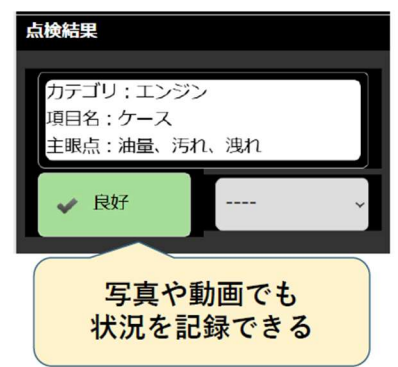 点検結果
カテゴリ：エンジン
項目名：ケース
主眼点：油量、汚れ、洩れ
良好
----
写真や動画でも
状況を記録できる